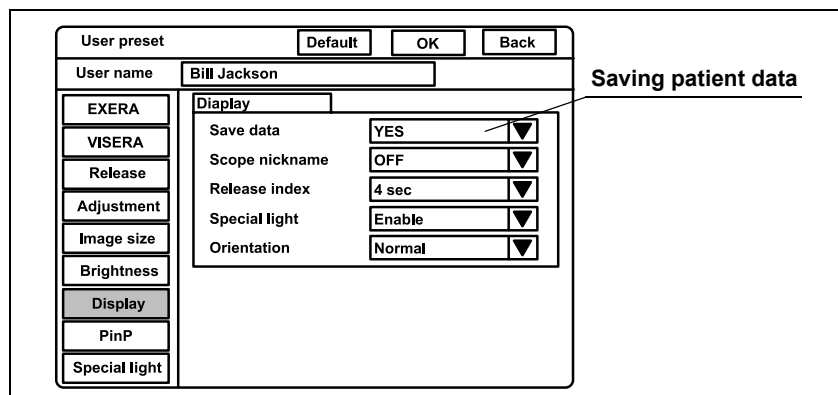 User preset Default OK Back
User name Bill Jackson
Saving patient data
EXERA
VISERA
Release
Adjustment
Image size
Brightness
Display
PinP
Special light
Diaplay
Save data YES
Scope nickname OFF
Release index 4 sec
Special light Enable
Orientation Normal